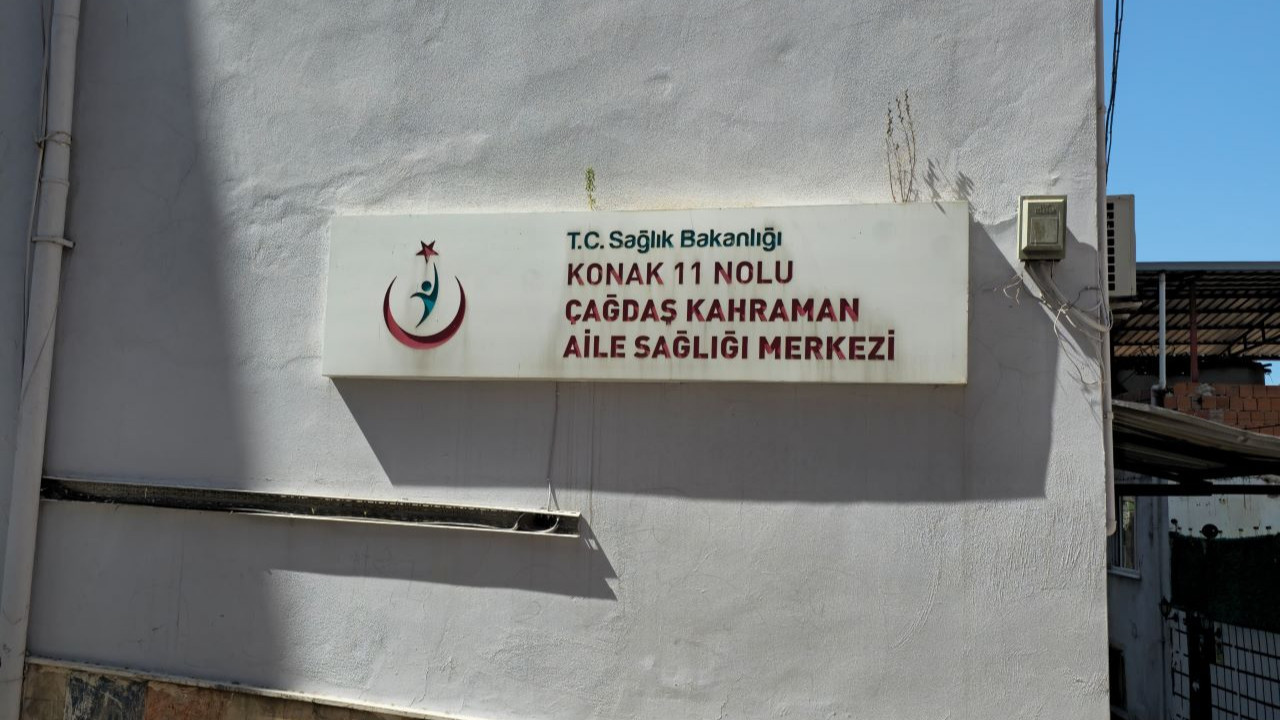 T.C. Sağlık Bakanlığı
KONAK 11 NOLU
ÇAĞDAŞ KAHRAMAN
AİLE SAĞLIĞI MERKEZİ